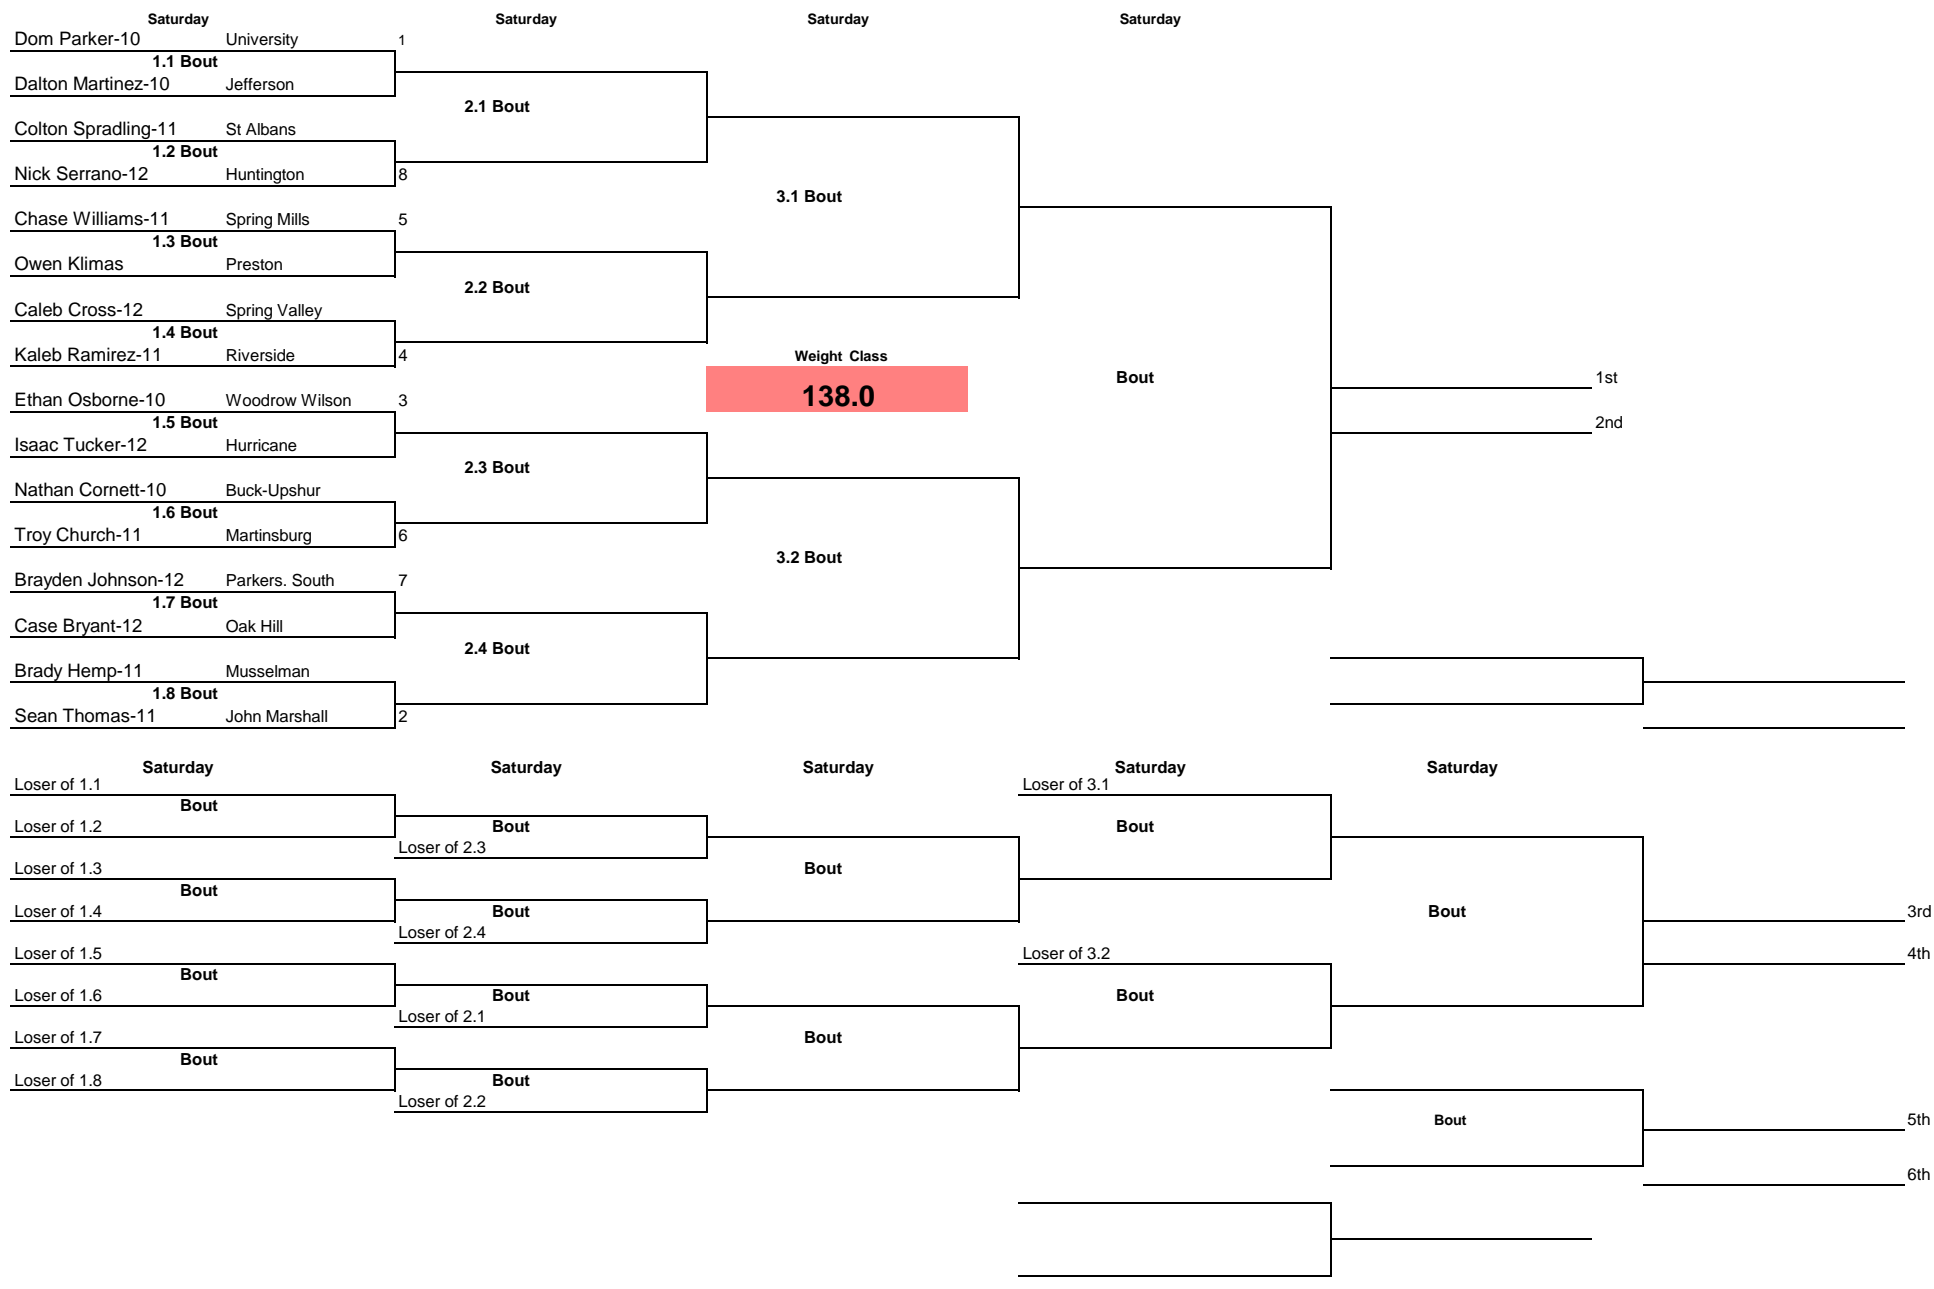 Saturday Saturday Saturday Saturday
Dom Parker-10 University 1
1.1 Bout
Dalton Martinez-10 Jefferson
2.1 Bout
Colton Spradling-11 St Albans
1.2 Bout
Nick Serrano-12 Huntington 8
3.1 Bout
Chase Williams-11 Spring Mills 5
1.3 Bout
Owen Klimas Preston
2.2 Bout
Caleb Cross-12 Spring Valley
1.4 Bout
Kaleb Ramirez-11 Riverside 4
Weight Class
Bout
1st
138.0
Ethan Osborne-10 Woodrow Wilson 3
1.5 Bout
2nd
Isaac Tucker-12 Hurricane
2.3 Bout
Nathan Cornett-10 Buck-Upshur
1.6 Bout
Troy Church-11 Martinsburg 6
3.2 Bout
Brayden Johnson-12 Parkers. South 7
1.7 Bout
Case Bryant-12 Oak Hill
2.4 Bout
Brady Hemp-11 Musselman
1.8 Bout
Sean Thomas-11 John Marshall 2
Saturday Saturday Saturday Saturday Saturday
Loser of 1.1 Loser of 3.1
Bout
Loser of 1.2 Bout Bout
Loser of 2.3
Loser of 1.3 Bout
Bout
Loser of 1.4 Bout Bout 3rd
Loser of 2.4
Loser of 1.5 Loser of 3.2 4th
Bout
Loser of 1.6 Bout Bout
Loser of 2.1
Loser of 1.7 Bout
Bout
Loser of 1.8 Bout
Loser of 2.2
Bout 5th
6th